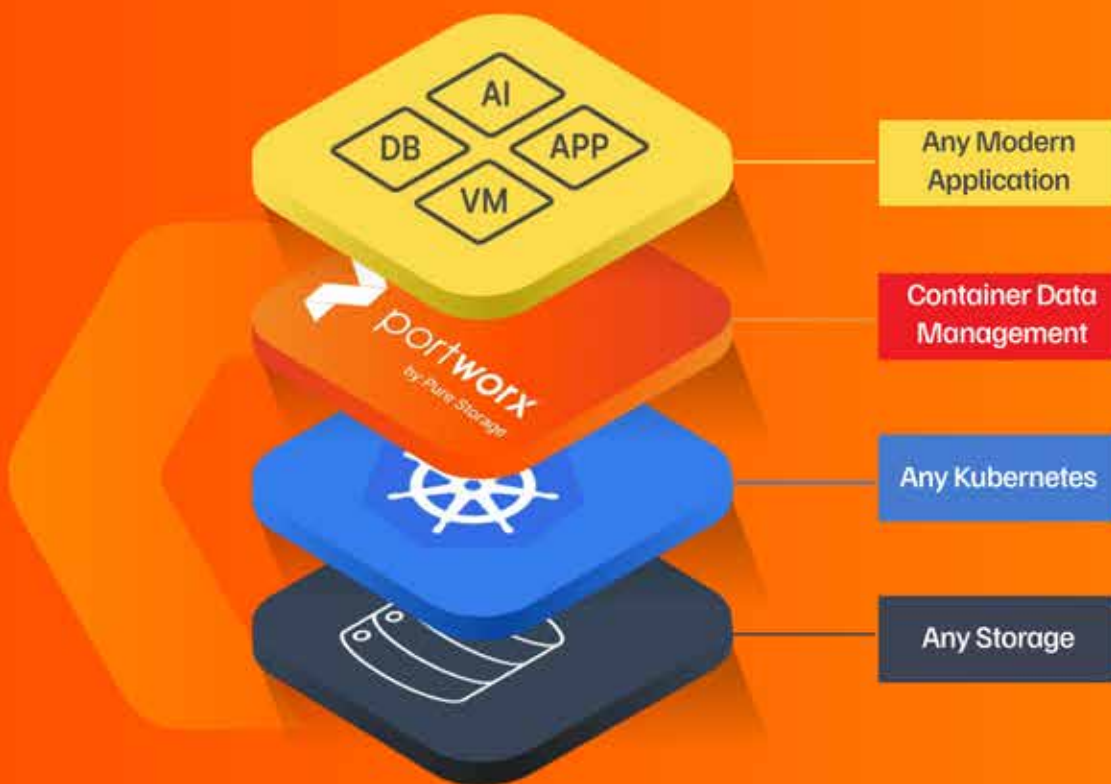 AI
DB
APP
VM
Any Modern
Application
portworx
by Pure Storage
Container Data
Management
Any Kubernetes
Any Storage